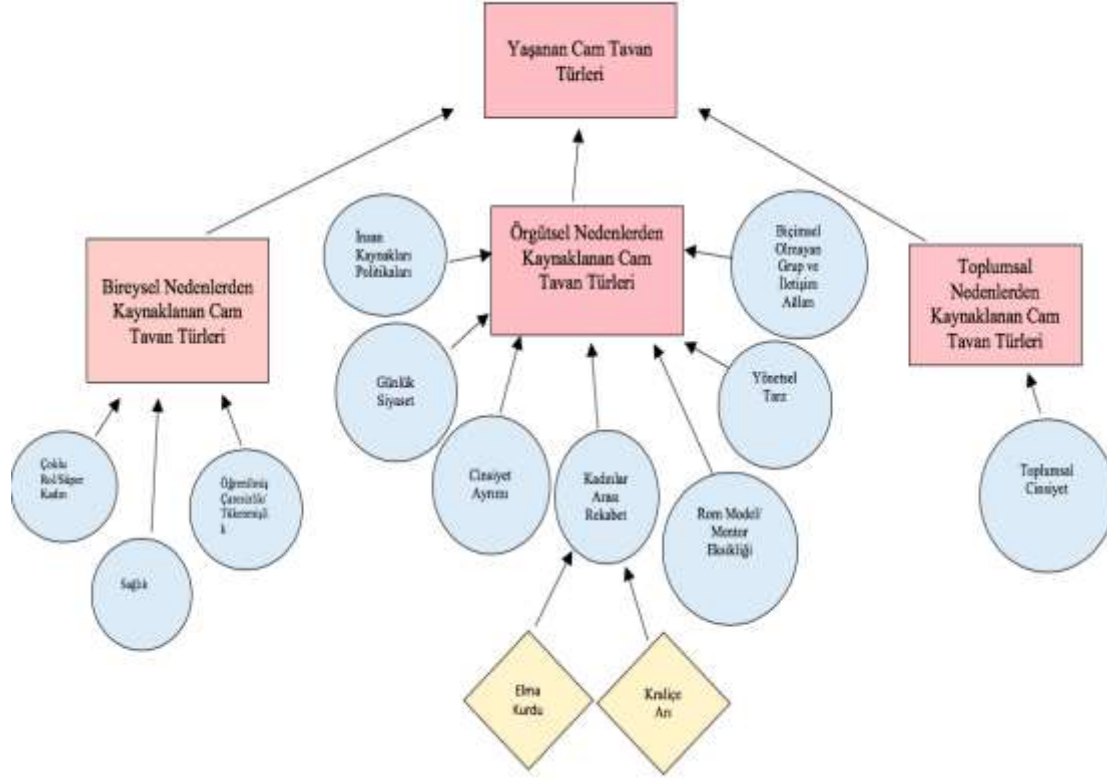 Yaşanan Cam Tavan
Türleri
İnsan
Kaynakları
Politikaları
Örgütsel Nedenlerden
Kaynaklanan Cam
Tavan Türleri
Biçimsel
Olmayan
Grup ve
İletişim
Ağları
Bireysel Nedenlerden
Kaynaklanan Cam
Tavan Türleri
Toplumsal
Nedenlerden
Kaynaklanan Cam
Tavan Türleri
Günlük
Siyaset
Yönetsel
Tarz
Çoklu
Rol/Süper
Kadın
Öğrenilmiş
Çaresizlik/
Tükenmişli
k
Sağlık
Cinsiyet
Ayrımı
Kadınlar
Arası
Rekabet
Rom Model/
Mentor
Eksikliği
Toplumsal
Cinsiyet
Elma
Kurdu
Kraliçe
Arı